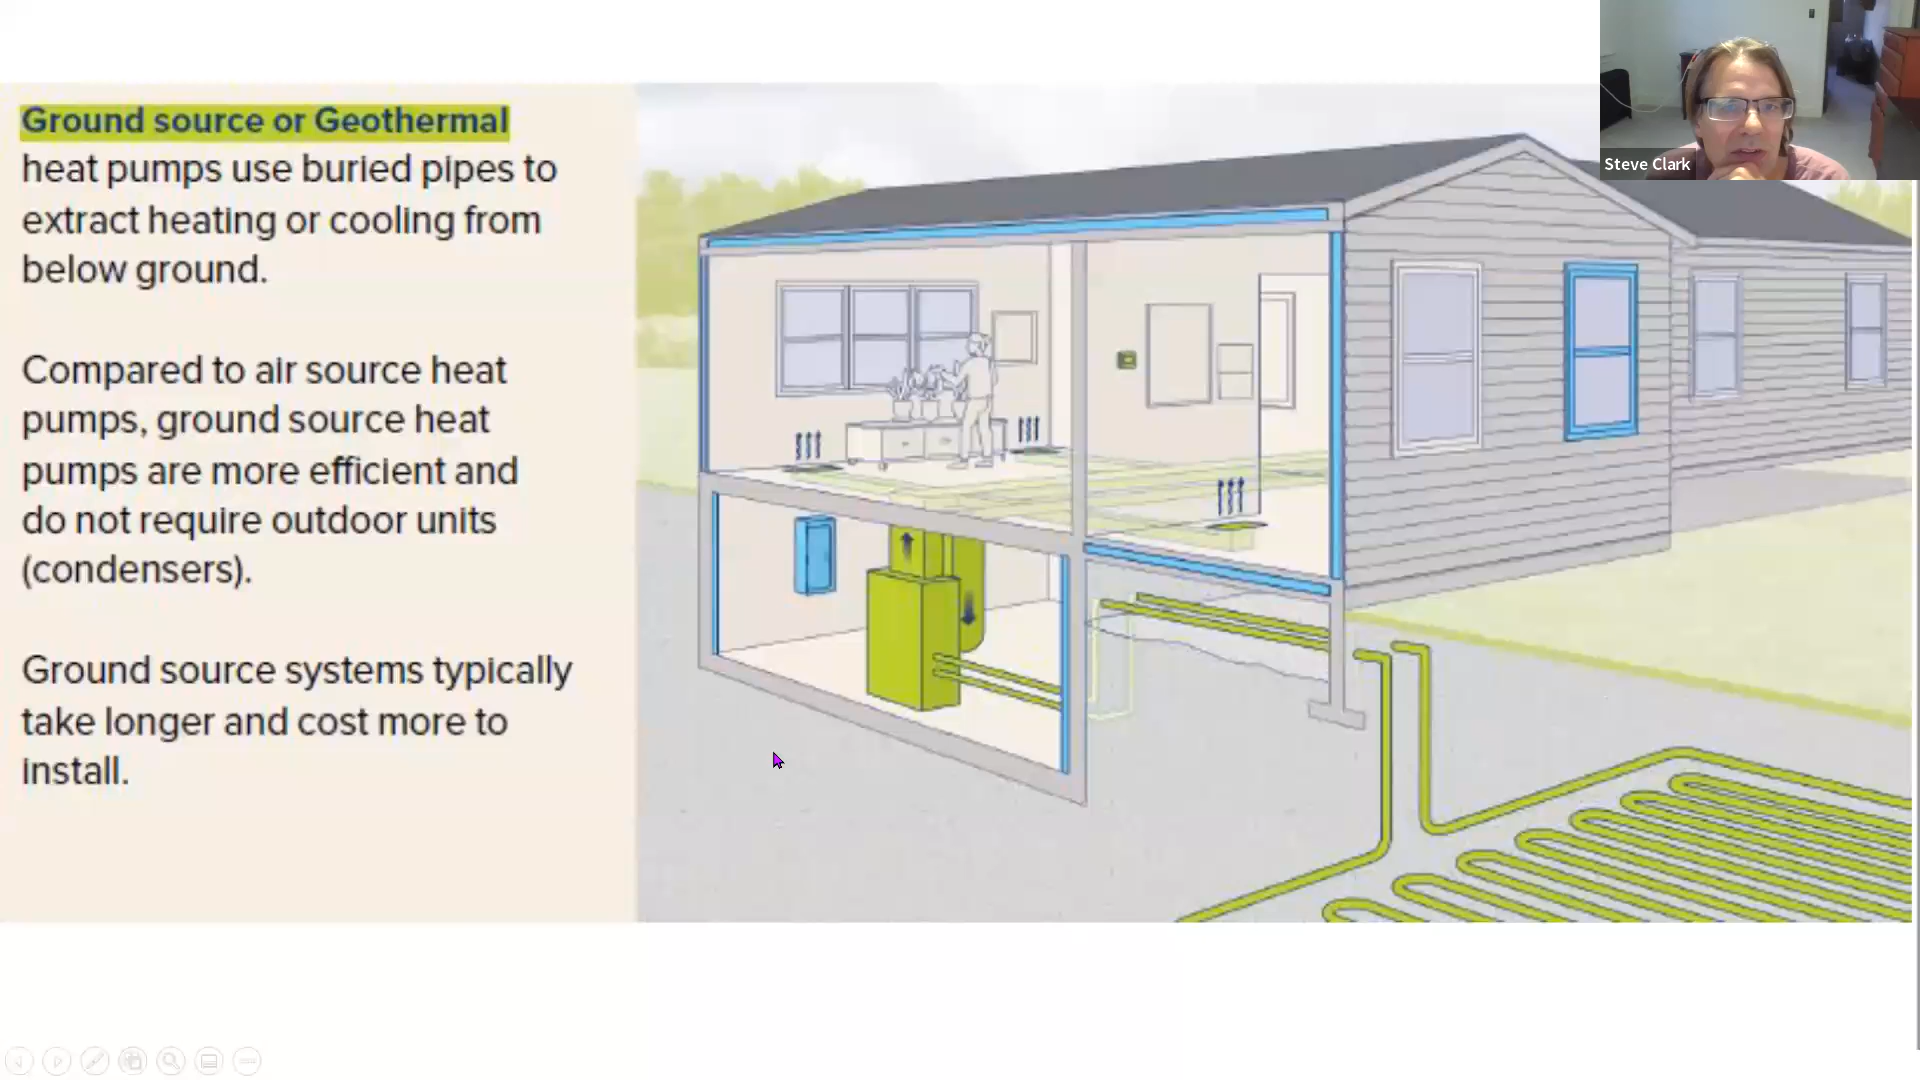 Ground source or Geothermal
heat pumps use buried pipes to
extract heating or cooling from
below ground.
Compared to air source heat
pumps, ground source heat
pumps are more efficient and
do not require outdoor units
(condensers).
Ground source systems typically
take longer and cost more to
install.
Steve Clark